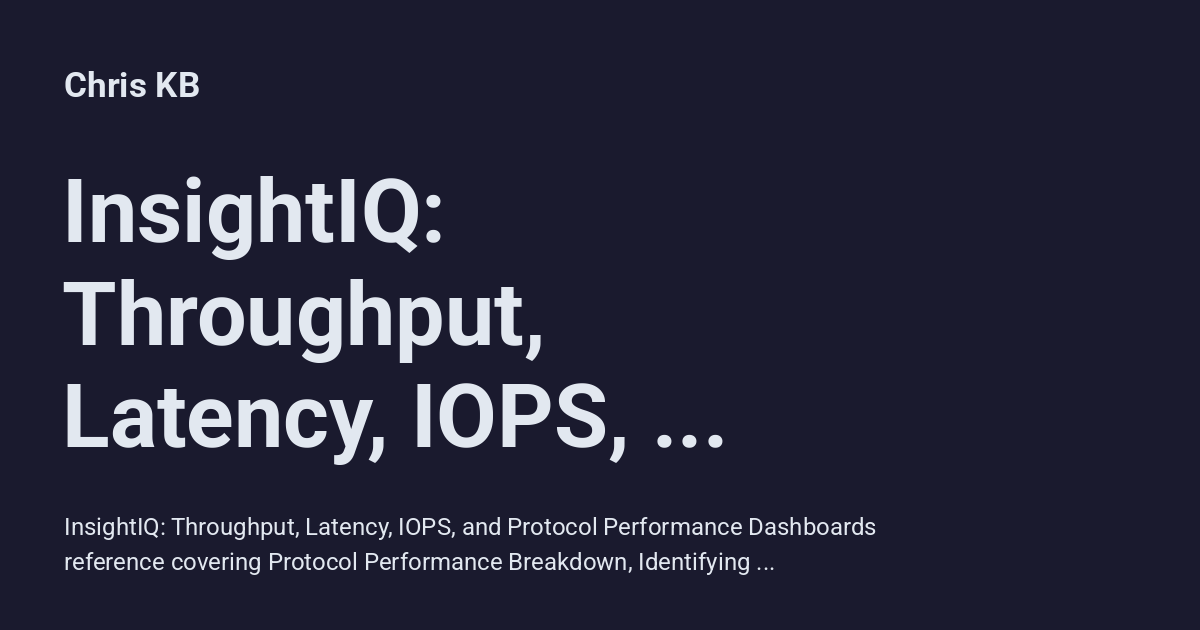 Chris KB
InsightIQ:
Throughput,
Latency, IOPS, ...
InsightIQ: Throughput, Latency, IOPS, and Protocol Performance Dashboards
reference covering Protocol Performance Breakdown, Identifying ...